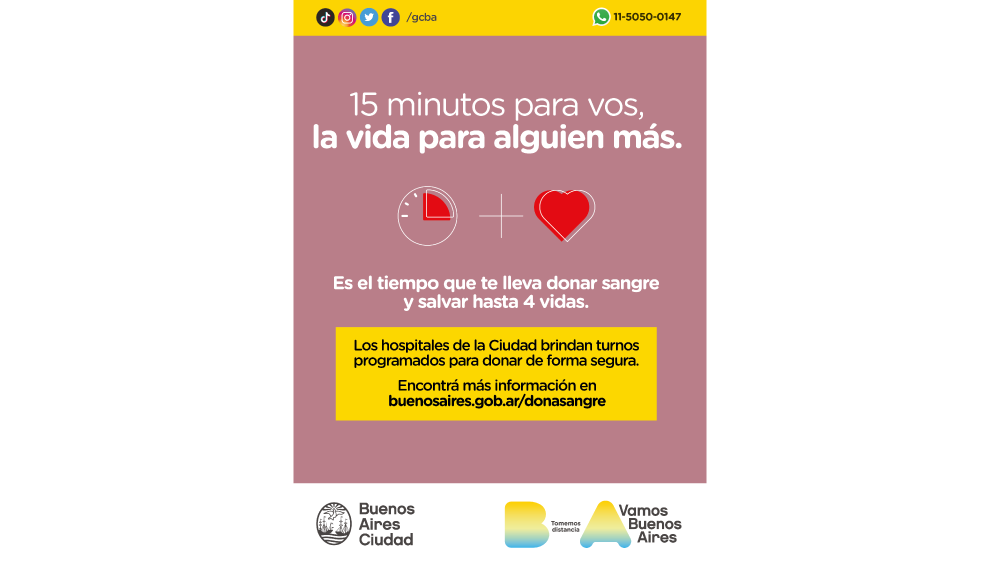 /gcba
11-5050-0147
15 minutos para vos,
la vida para alguien más.
Es el tiempo que te lleva donar sangre
y salvar hasta 4 vidas.
Los hospitales de la Ciudad brindan turnos
programados para donar de forma segura.
Encontrá más información en
buenosaires.gob.ar/donasangre
Buenos
Aires
Ciudad
B
Tomemos
distancia
A
Vamos
Buenos
Aires